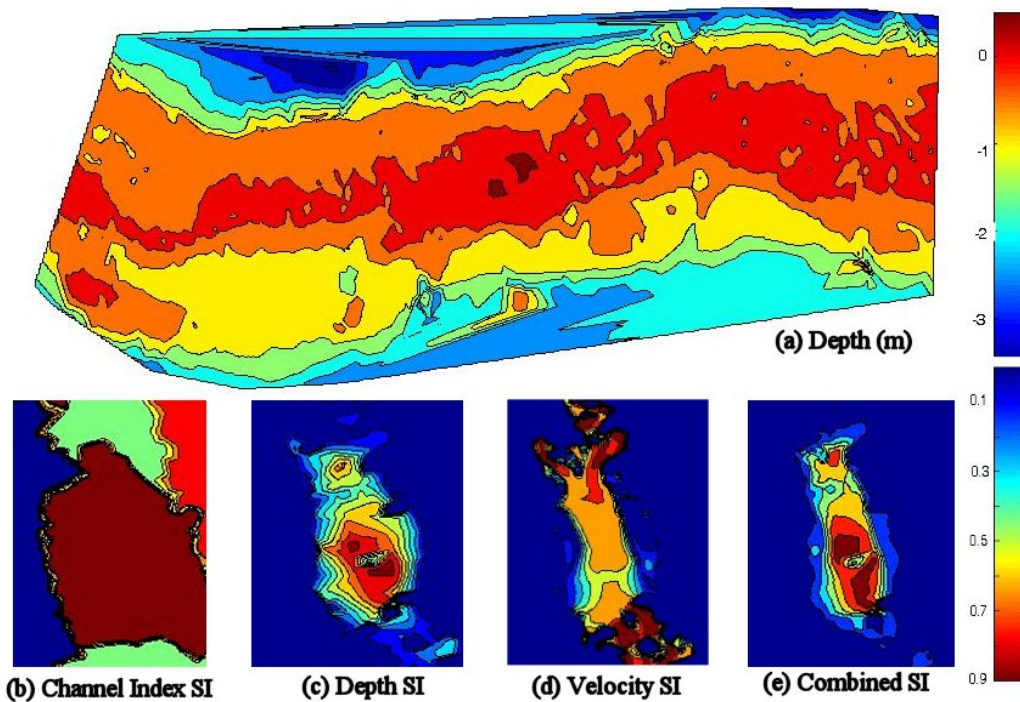 0
-1
-2
-3
(a) Depth (m)
0.1
0.3
0.5
0.7
0.9
(b) Channel Index SI
(c) Depth SI
(d) Velocity SI
(e) Combined SI